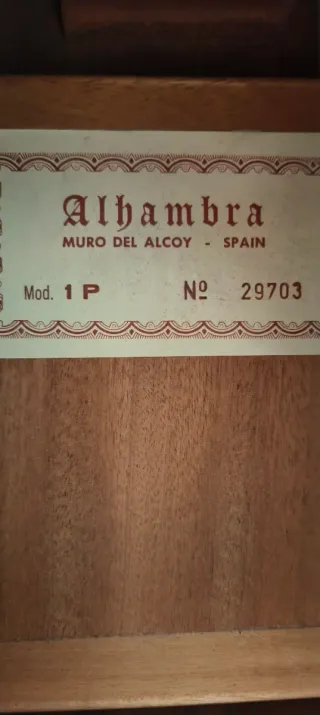 Alhambra
MURO DEL ALCOY - SPAIN
Mod. 1 P Nº 29703